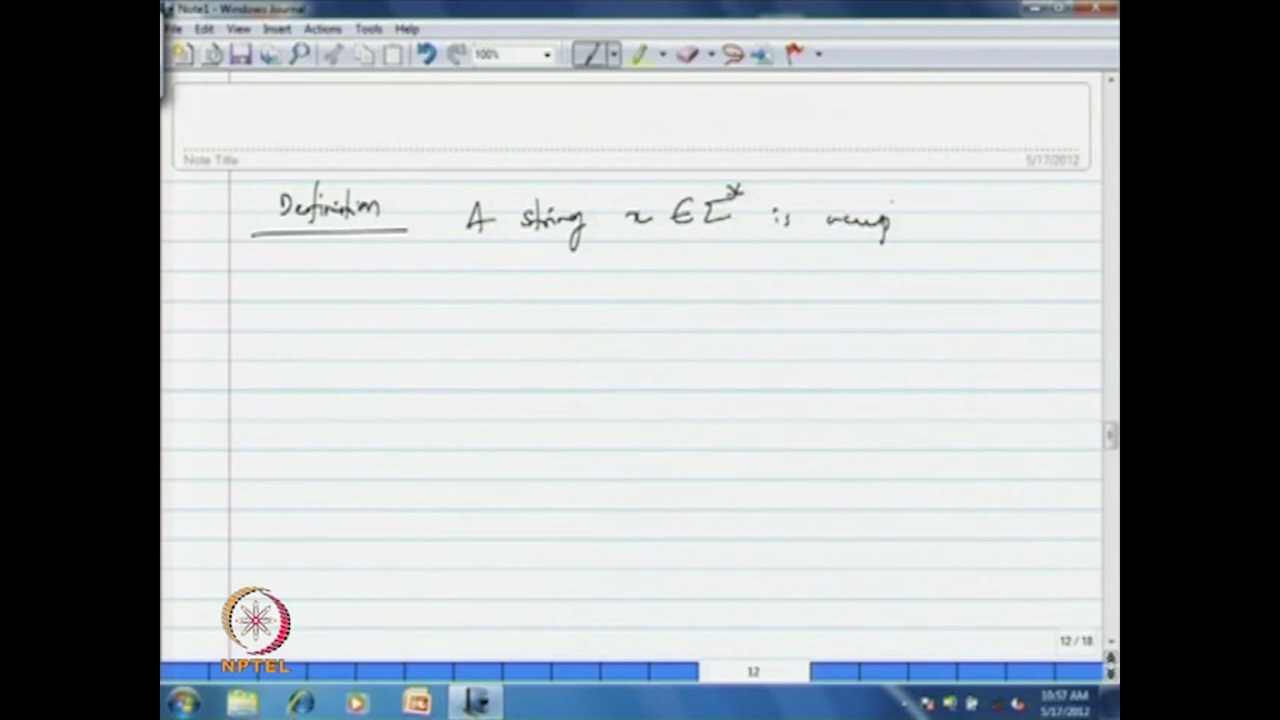 Note1 - Windows Journal
File Edit View Insert Actions Tools Help
100%
Note Title
5/17/2012
Definition A string x ∈ Σ* is
12 / 18
NPTEL
12
10:57 AM
5/17/2012